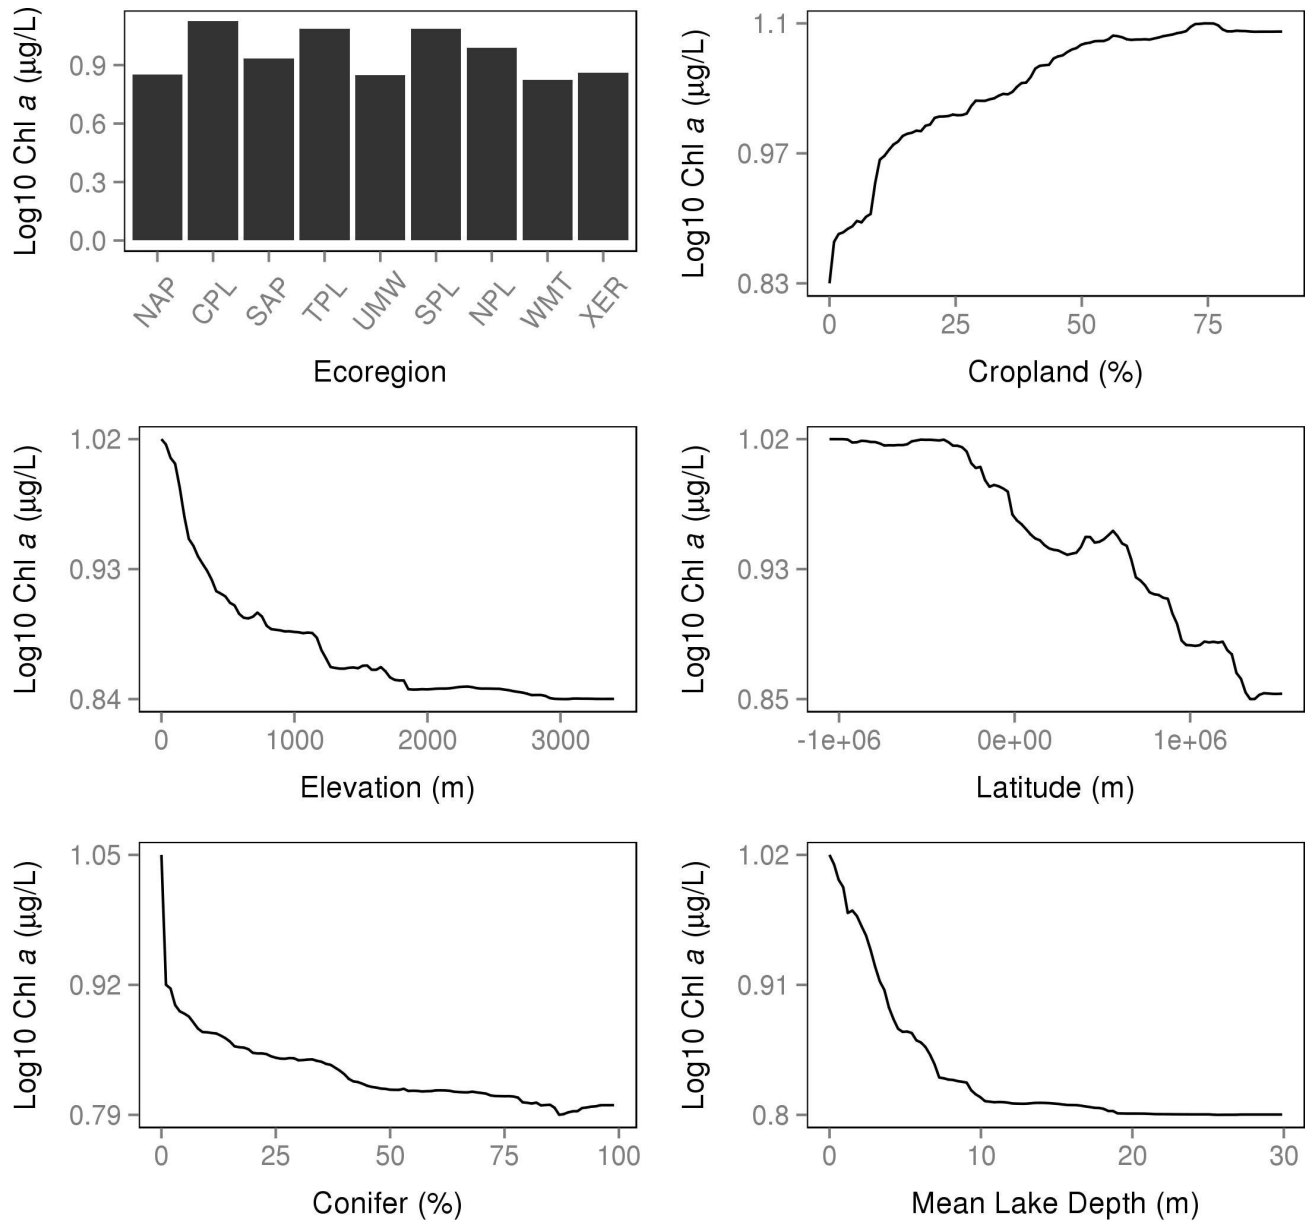 Log10 Chl a (µg/L)
0.9
0.6
0.3
0.0
NAP CPL SAP TPL UMW SPL NPL WMT XER
Ecoregion
Log10 Chl a (µg/L)
1.1
0.97
0.83
0 25 50 75
Cropland (%)
Log10 Chl a (µg/L)
1.02
0.93
0.84
0 1000 2000 3000
Elevation (m)
Log10 Chl a (µg/L)
1.02
0.93
0.85
-1e+06 0e+00 1e+06
Latitude (m)
Log10 Chl a (µg/L)
1.05
0.92
0.79
0 25 50 75 100
Conifer (%)
Log10 Chl a (µg/L)
1.02
0.91
0.8
0 10 20 30
Mean Lake Depth (m)